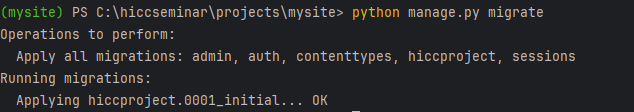 (mysite) PS C:\hiccseminar\projects\mysite> python manage.py migrate
Operations to perform:
  Apply all migrations: admin, auth, contenttypes, hiccproject, sessions
Running migrations:
  Applying hiccproject.0001_initial... OK